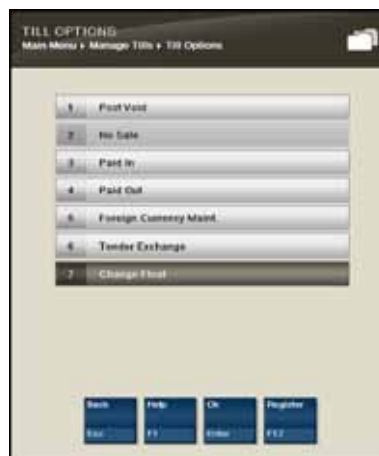 TILL OPTIONS
Main Menu ▸ Manage Tills ▸ Till Options
1 Post Void
2 No Sale
3 Paid In
4 Paid Out
5 Foreign Currency Maint.
6 Tender Exchange
7 Change Float
Back Help Ok Register
Esc F1 Enter F12